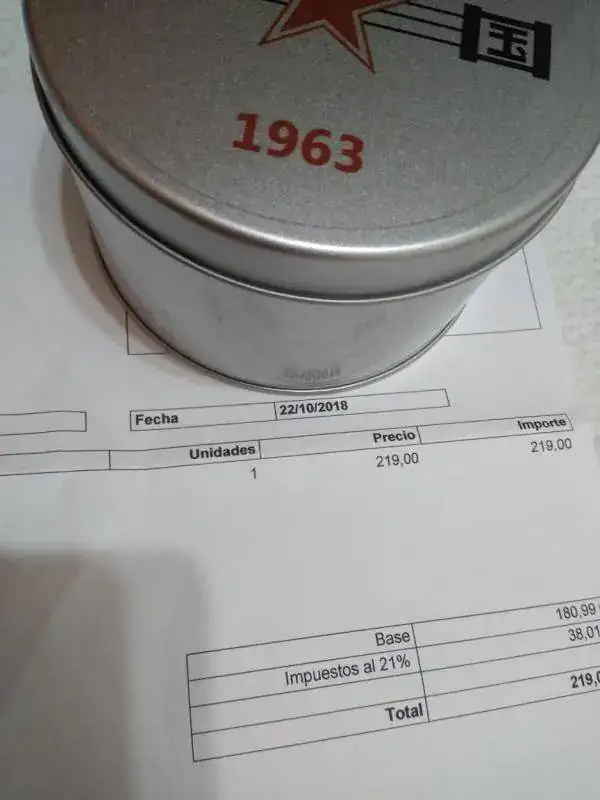 1963
Fecha 22/10/2018
Unidades Precio Importe
1 219,00 219,00
Base 180,99
Impuestos al 21% 38,01
Total 219,0